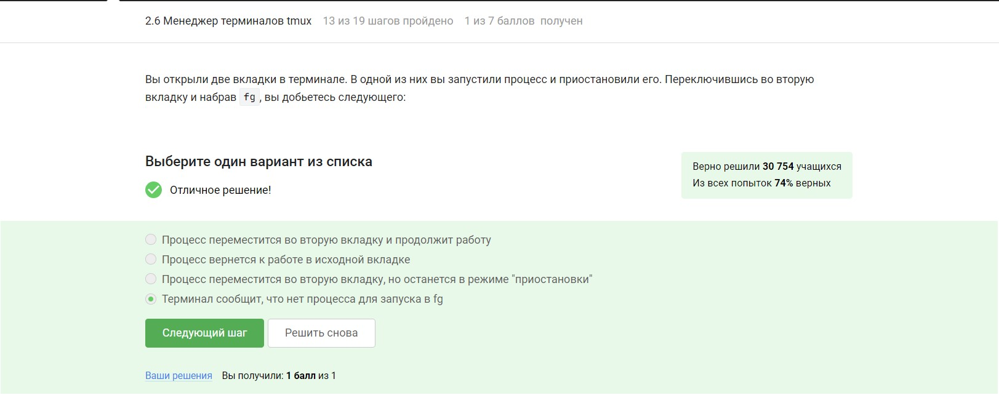 2.6 Менеджер терминалов tmux 13 из 19 шагов пройдено 1 из 7 баллов получен
Вы открыли две вкладки в терминале. В одной из них вы запустили процесс и приостановили его. Переключившись во вторую
вкладку и набрав fg, вы добьетесь следующего:
Выберите один вариант из списка
Отличное решение!
Верно решили 30 754 учащихся
Из всех попыток 74% верных
Процесс переместится во вторую вкладку и продолжит работу
Процесс вернется к работе в исходной вкладке
Процесс переместится во вторую вкладку, но останется в режиме "приостановки"
Терминал сообщит, что нет процесса для запуска в fg
Следующий шаг Решить снова
Ваши решения Вы получили: 1 балл из 1